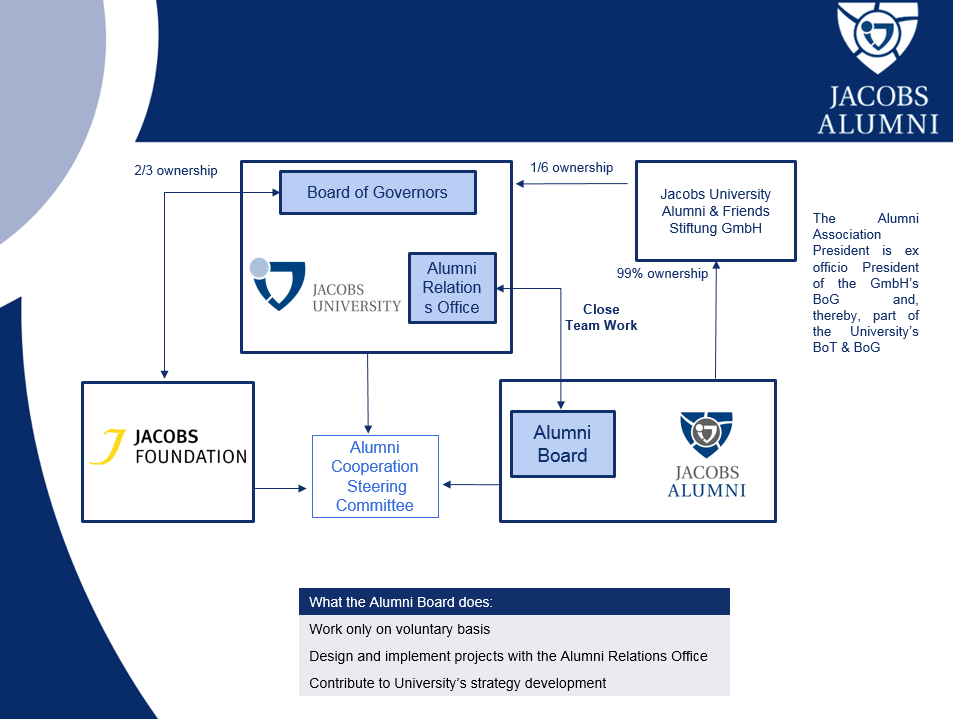 JACOBS
ALUMNI
2/3 ownership
Board of Governors
1/6 ownership
Jacobs University
Alumni & Friends
Stiftung GmbH
The Alumni
Association
President is ex
officio President
of the GmbH's
BoG and,
thereby, part of
the University's
BoT & BoG
JACOBS
UNIVERSITY
Alumni
Relation
s Office
99% ownership
Close
Team Work
JACOBS
FOUNDATION
Alumni
Cooperation
Steering
Committee
Alumni
Board
JACOBS
ALUMNI
What the Alumni Board does:
Work only on voluntary basis
Design and implement projects with the Alumni Relations Office
Contribute to University's strategy development